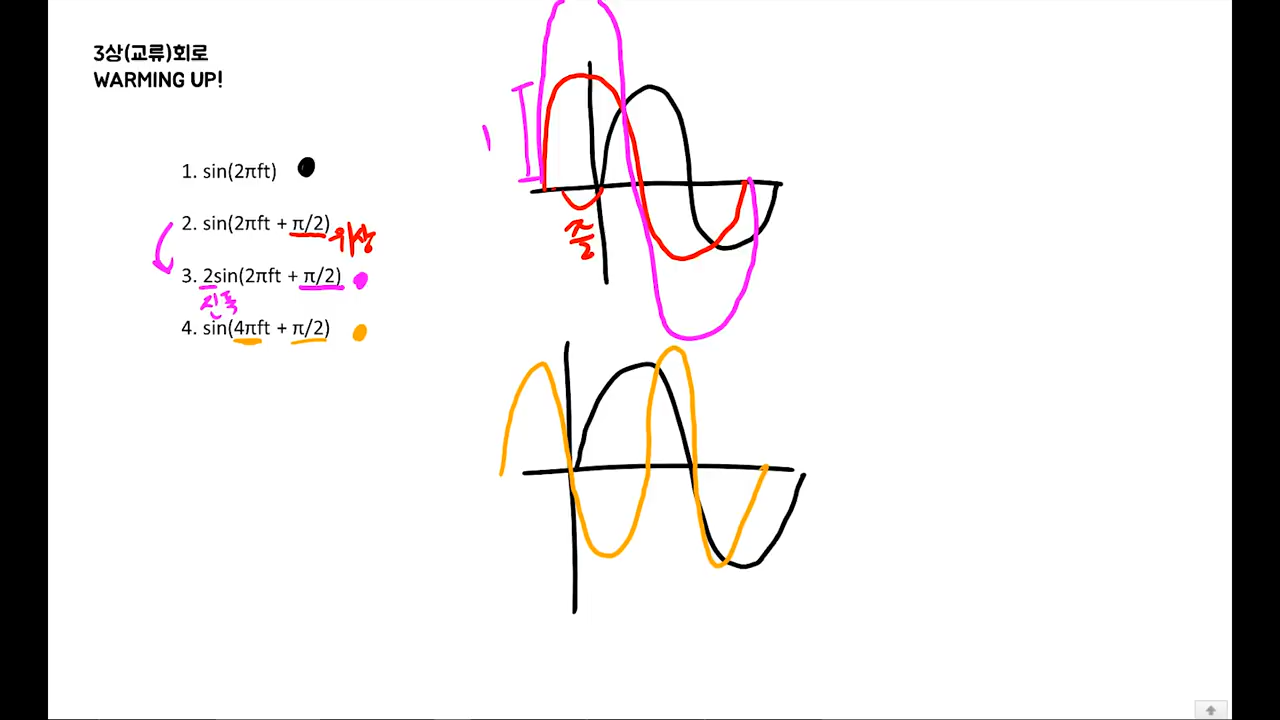 3상(교류)회로
WARMING UP!
1. sin(2πft)
2. sin(2πft + π/2) 위상
3. 2sin(2πft + π/2)
진폭
4. sin(4πft + π/2)
π/2